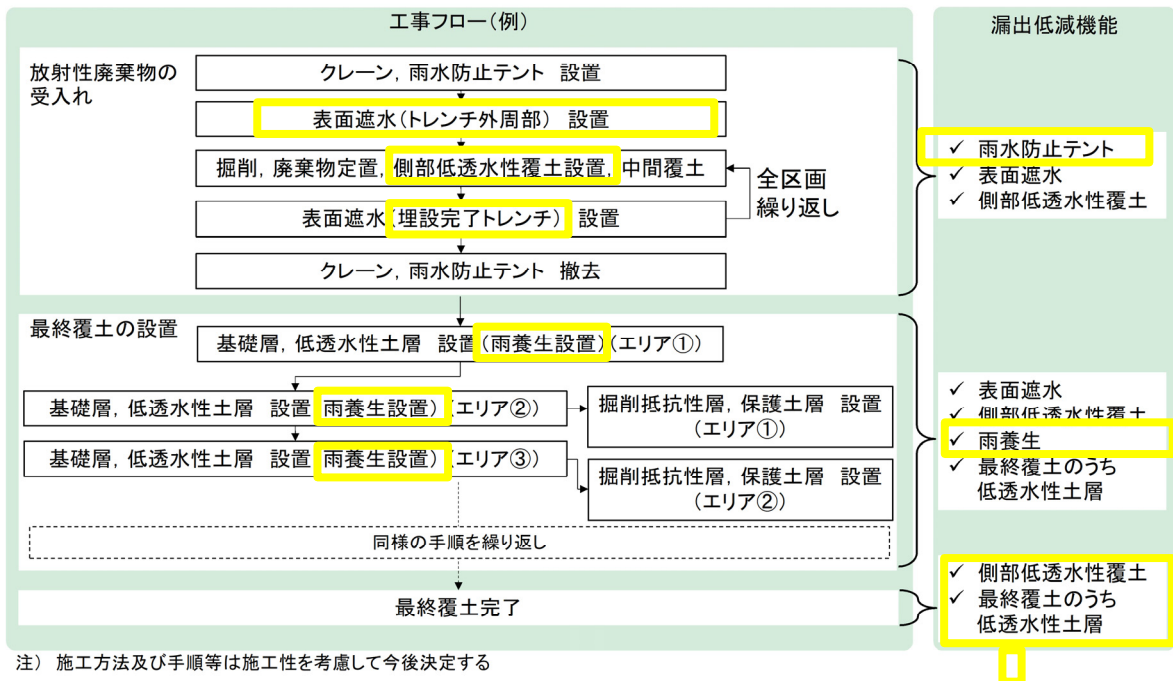 工事フロー(例)
放射性廃棄物の
受入れ
クレーン, 雨水防止テント 設置
表面遮水(トレンチ外周部) 設置
掘削, 廃棄物定置, 側部低透水性覆土設置, 中間覆土
表面遮水(埋設完了トレンチ) 設置
全区画
繰り返し
クレーン, 雨水防止テント 撤去
最終覆土の設置
基礎層, 低透水性土層 設置(雨養生設置)(エリア①)
基礎層, 低透水性土層 設置 雨養生設置) (エリア②)
掘削抵抗性層, 保護土層 設置
(エリア①)
基礎層, 低透水性土層 設置 雨養生設置) (エリア③)
掘削抵抗性層, 保護土層 設置
(エリア②)
同様の手順を繰り返し
最終覆土完了
漏出低減機能
✓ 雨水防止テント
✓ 表面遮水
✓ 側部低透水性覆土
✓ 表面遮水
✓ 側部低透水性覆土
✓ 雨養生
✓ 最終覆土のうち
低透水性土層
✓ 側部低透水性覆土
✓ 最終覆土のうち
低透水性土層
注) 施工方法及び手順等は施工性を考慮して今後決定する